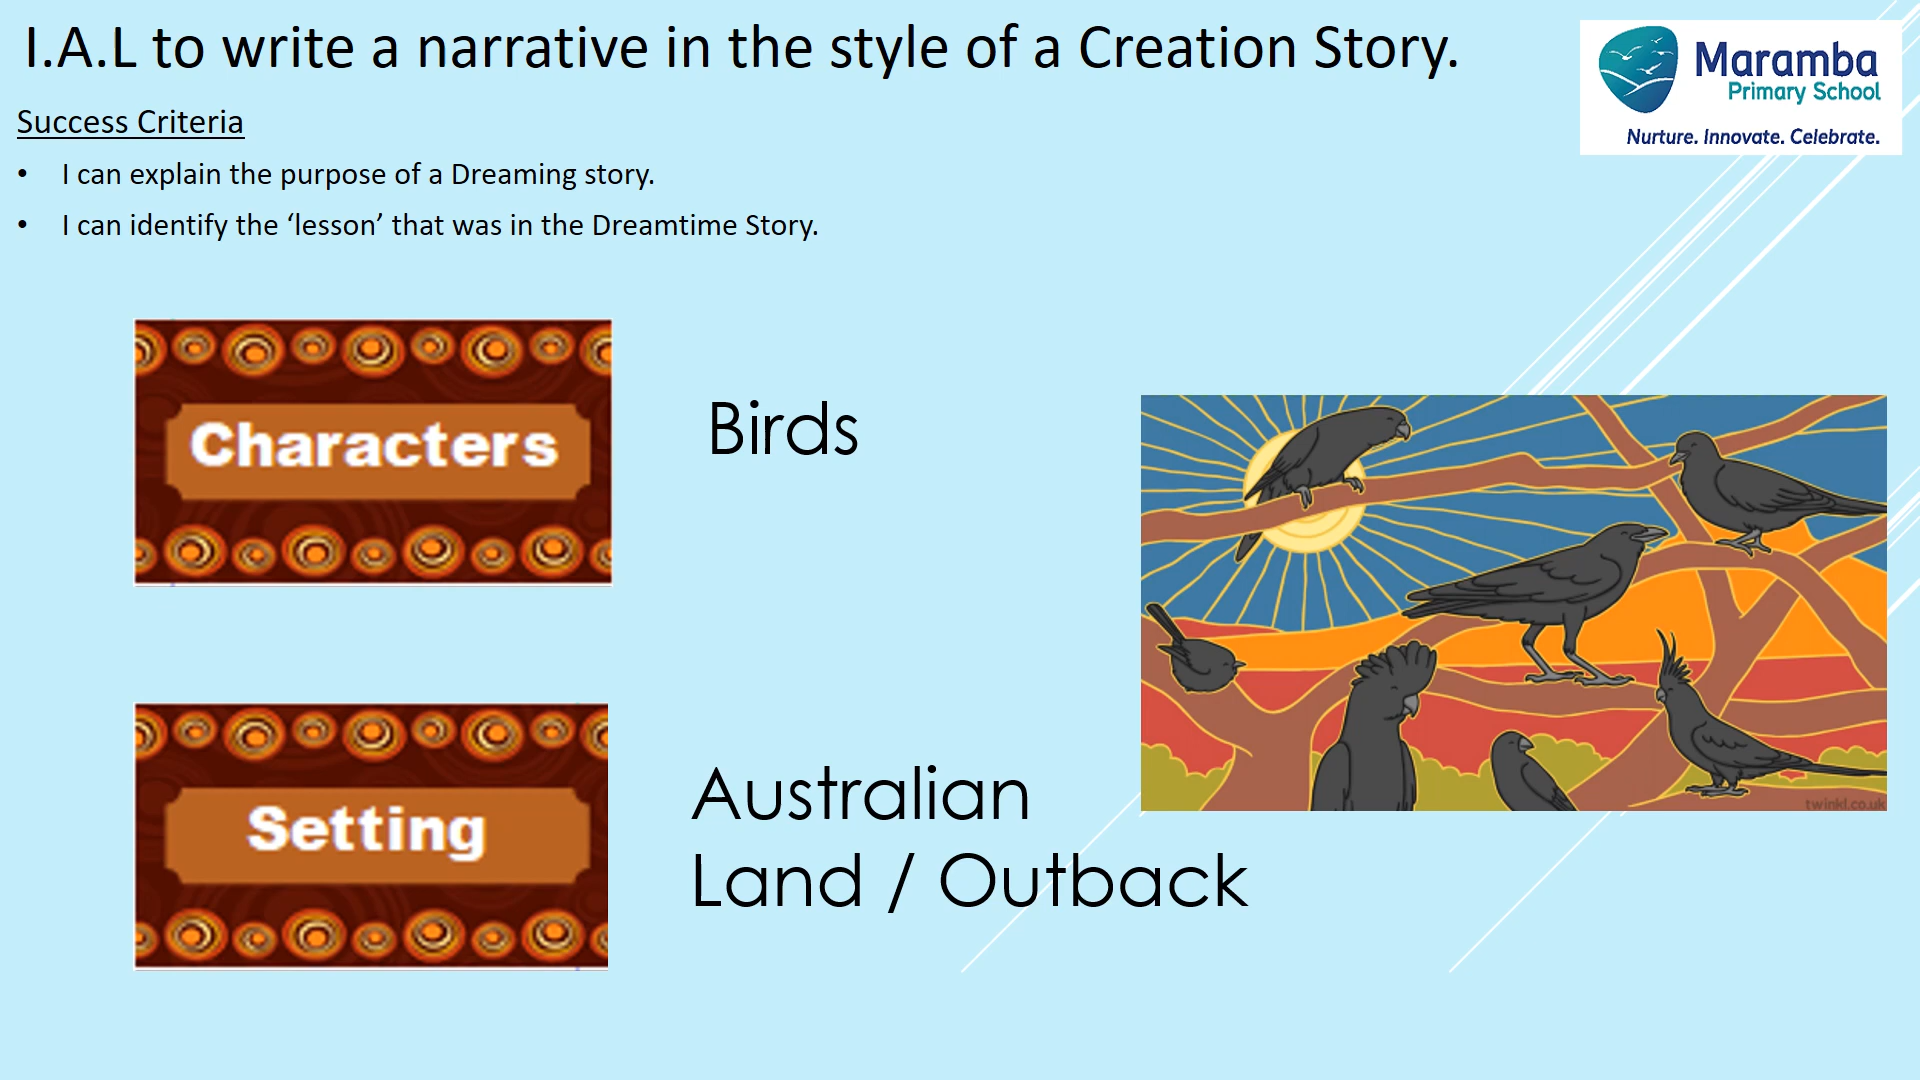 I.A.L to write a narrative in the style of a Creation Story.
Maramba
Primary School
Nurture. Innovate. Celebrate.
Success Criteria
• I can explain the purpose of a Dreaming story.
• I can identify the ‘lesson’ that was in the Dreamtime Story.
Characters
Birds
Setting
Australian
Land / Outback
twinkl.co.uk